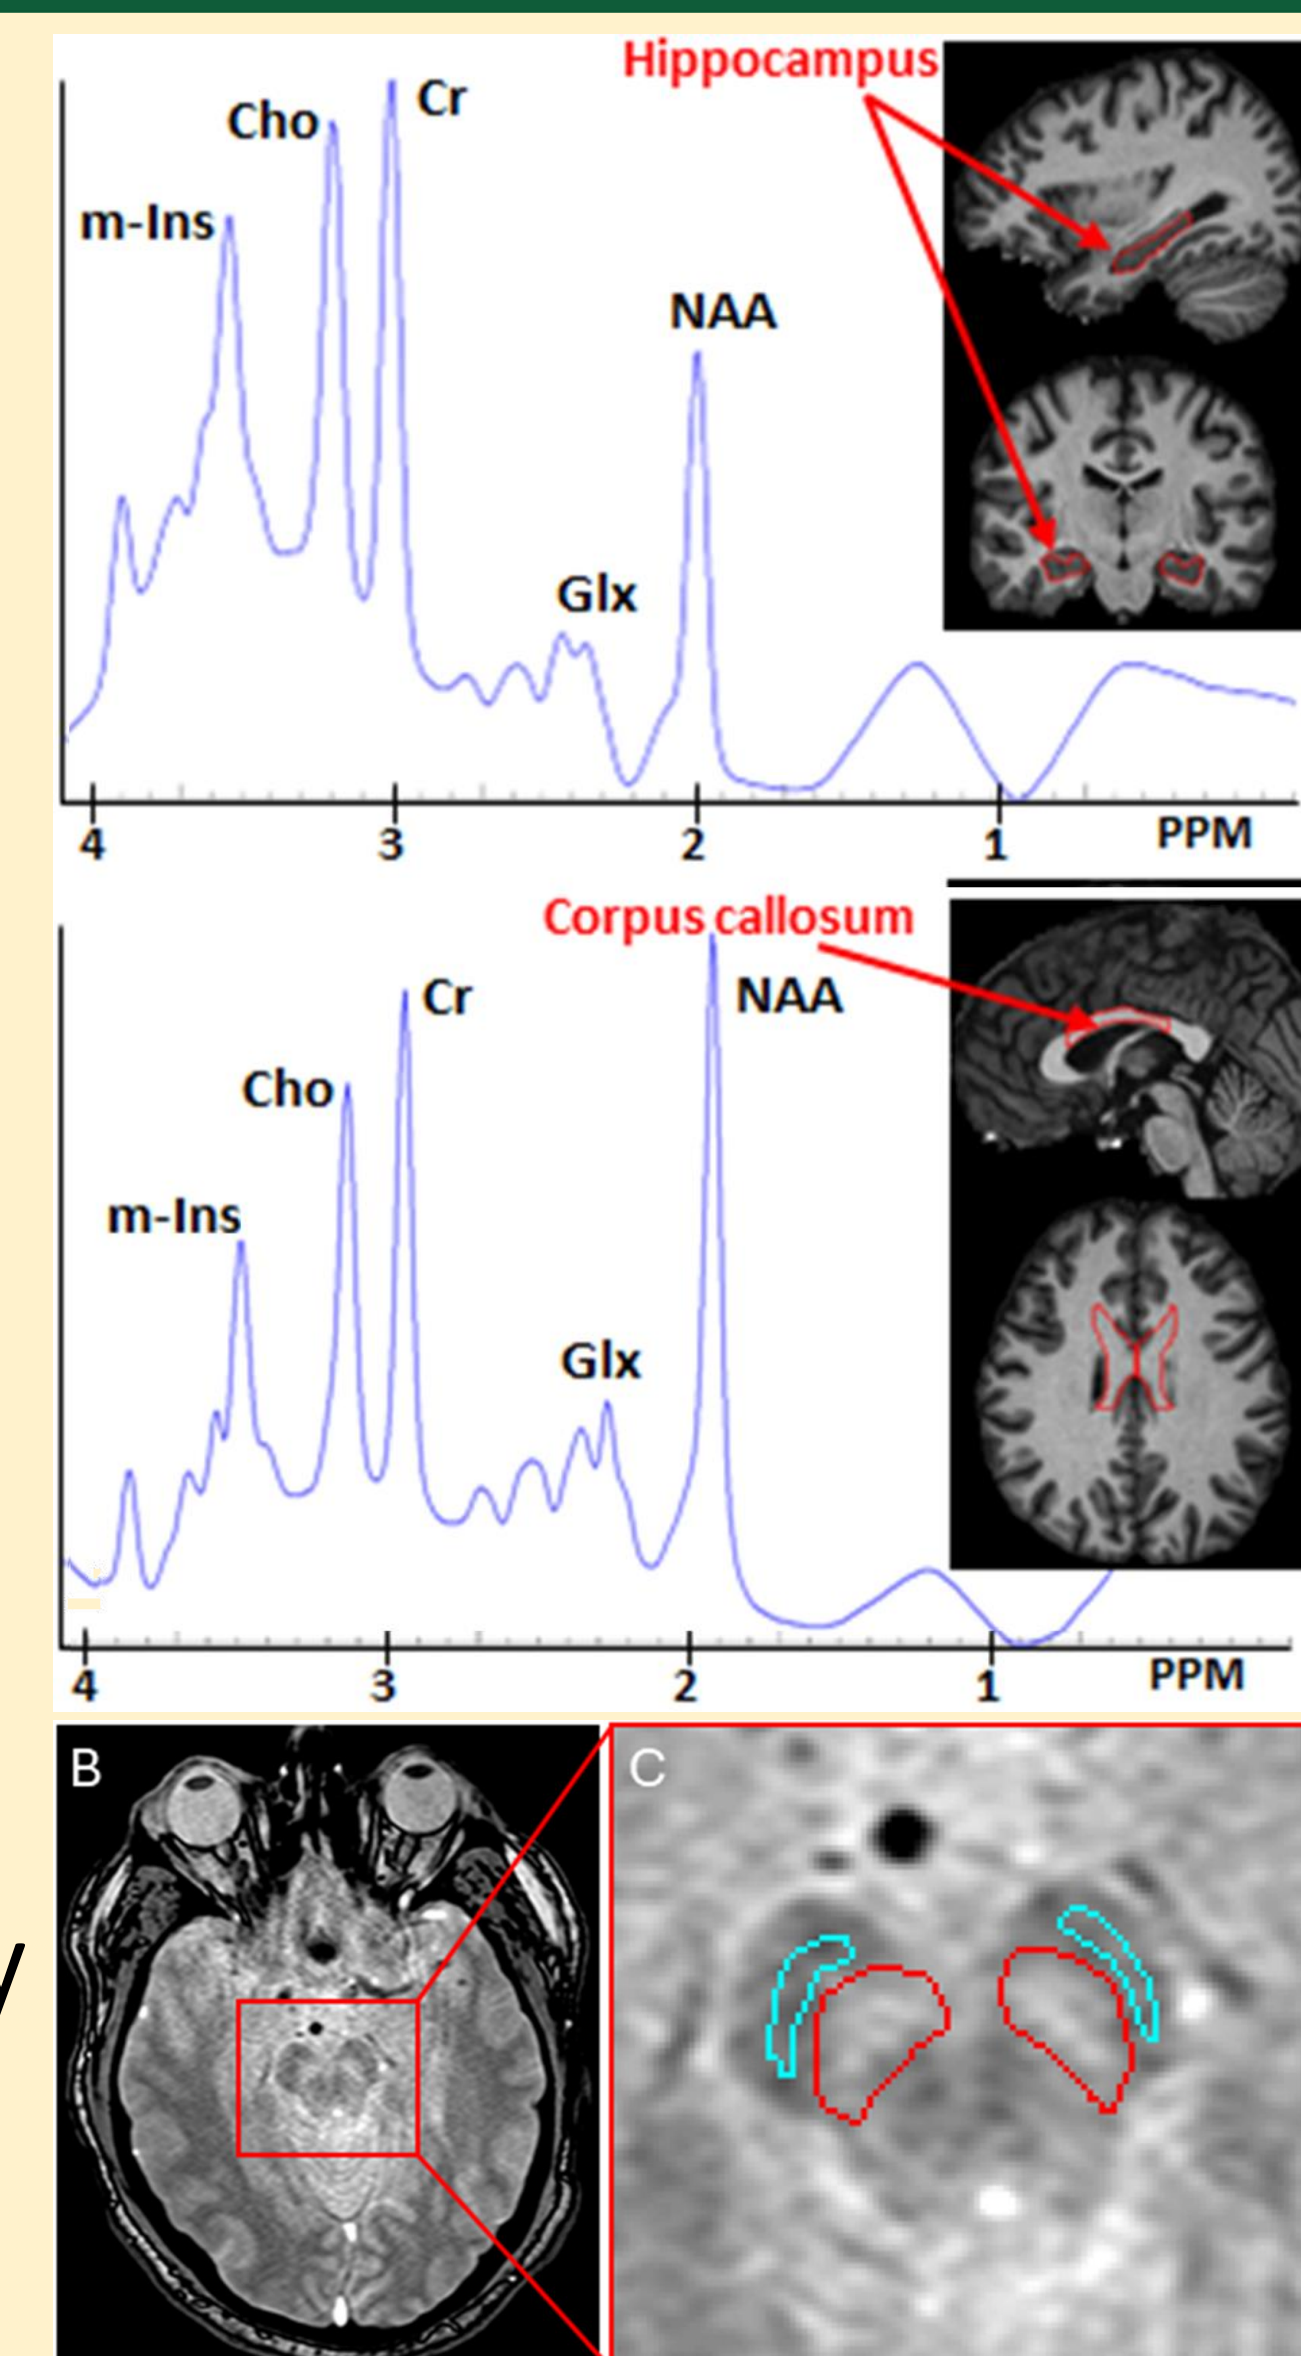 Hippocampus
Cr
Cho
m-Ins
NAA
Glx
4 3 2 1 PPM
Corpus callosum
Cr
NAA
Cho
m-Ins
Glx
4 3 2 1 PPM
B
C
y